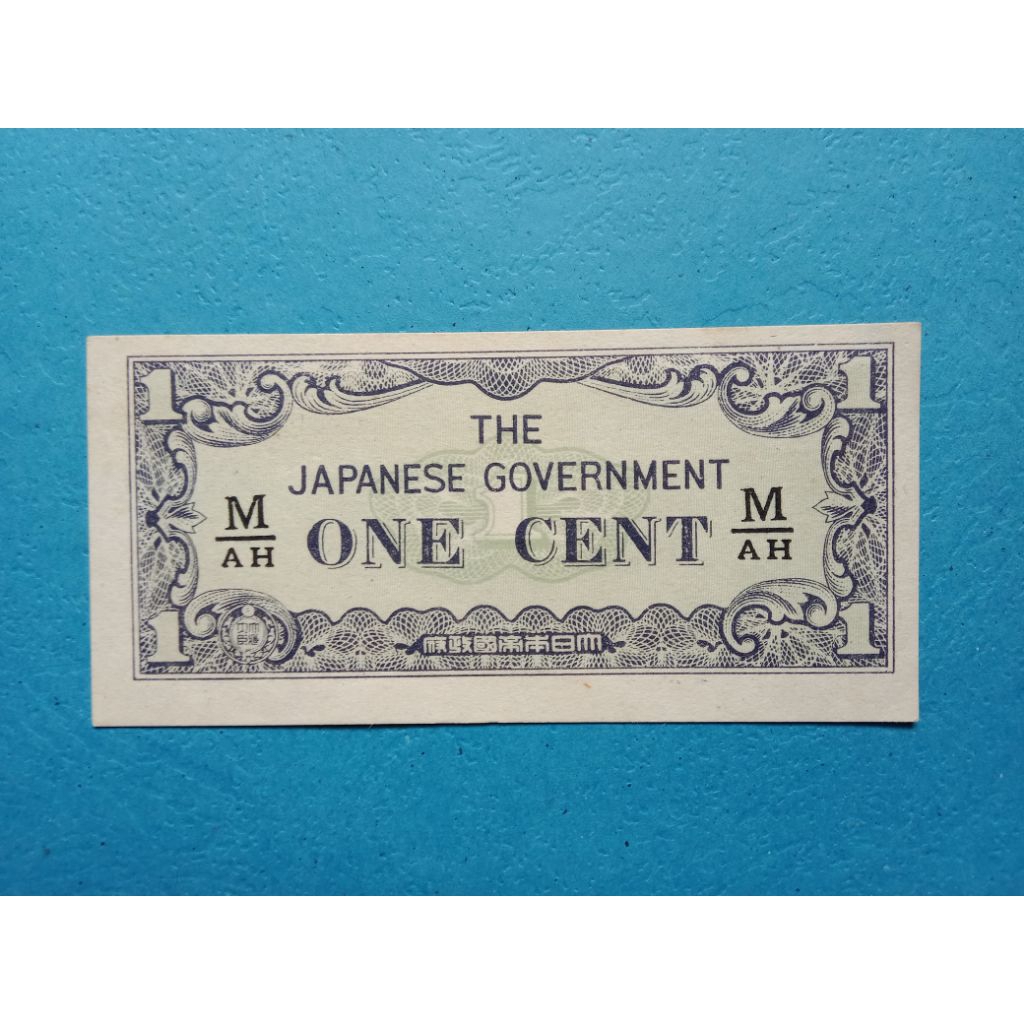 1 1
THE
JAPANESE GOVERNMENT
M M
AH AH
ONE CENT
1 1
府政國帝本日大